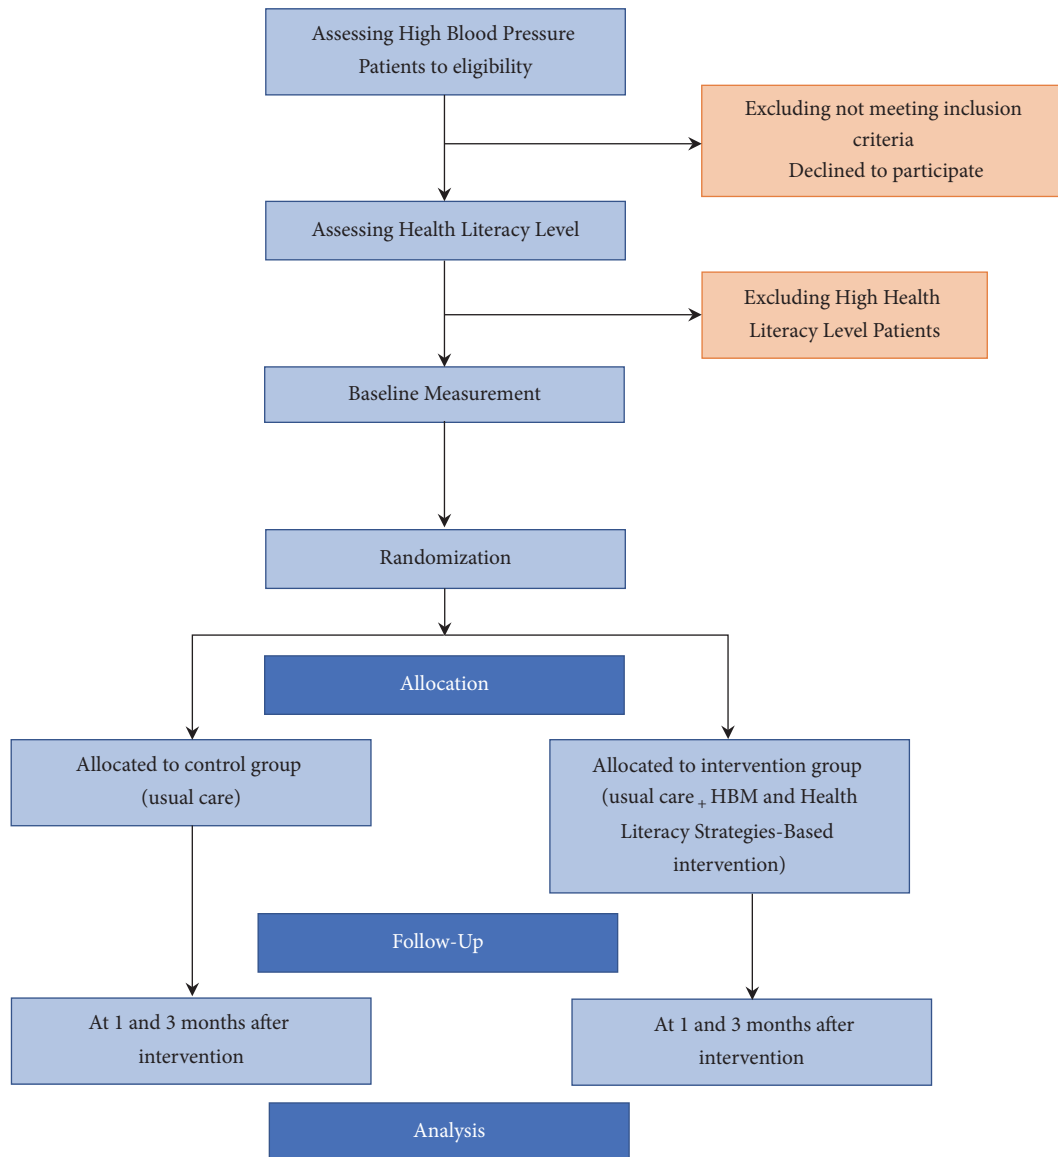 Assessing High Blood Pressure
Patients to eligibility
Excluding not meeting inclusion
criteria
Declined to participate
Assessing Health Literacy Level
Excluding High Health
Literacy Level Patients
Baseline Measurement
Randomization
Allocation
Allocated to control group
(usual care)
Allocated to intervention group
(usual care + HBM and Health
Literacy Strategies-Based
intervention)
Follow-Up
At 1 and 3 months after
intervention
At 1 and 3 months after
intervention
Analysis